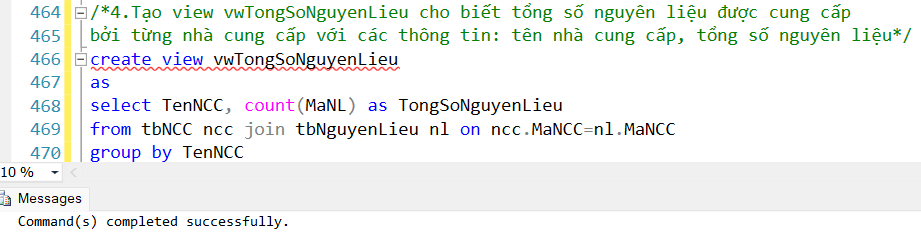 464 /*4.Tạo view vwTongSoNguyenLieu cho biết tổng số nguyên liệu được cung cấp
465 bởi từng nhà cung cấp với các thông tin: tên nhà cung cấp, tổng số nguyên liệu*/
466 create view vwTongSoNguyenLieu
467 as
468 select TenNCC, count(MaNL) as TongSoNguyenLieu
469 from tbNCC ncc join tbNguyenLieu nl on ncc.MaNCC=nl.MaNCC
470 group by TenNCC
10 %
Messages
Command(s) completed successfully.